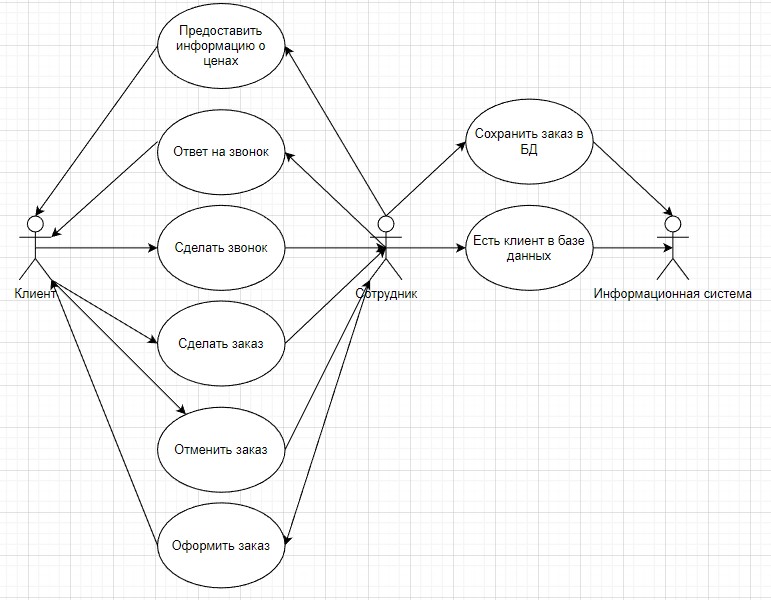 Предоставить
информацию о
ценах
Ответ на звонок
Сделать звонок
Сделать заказ
Отменить заказ
Оформить заказ
Сохранить заказ в
БД
Есть клиент в базе
данных
Клиент
Сотрудник
Информационная система